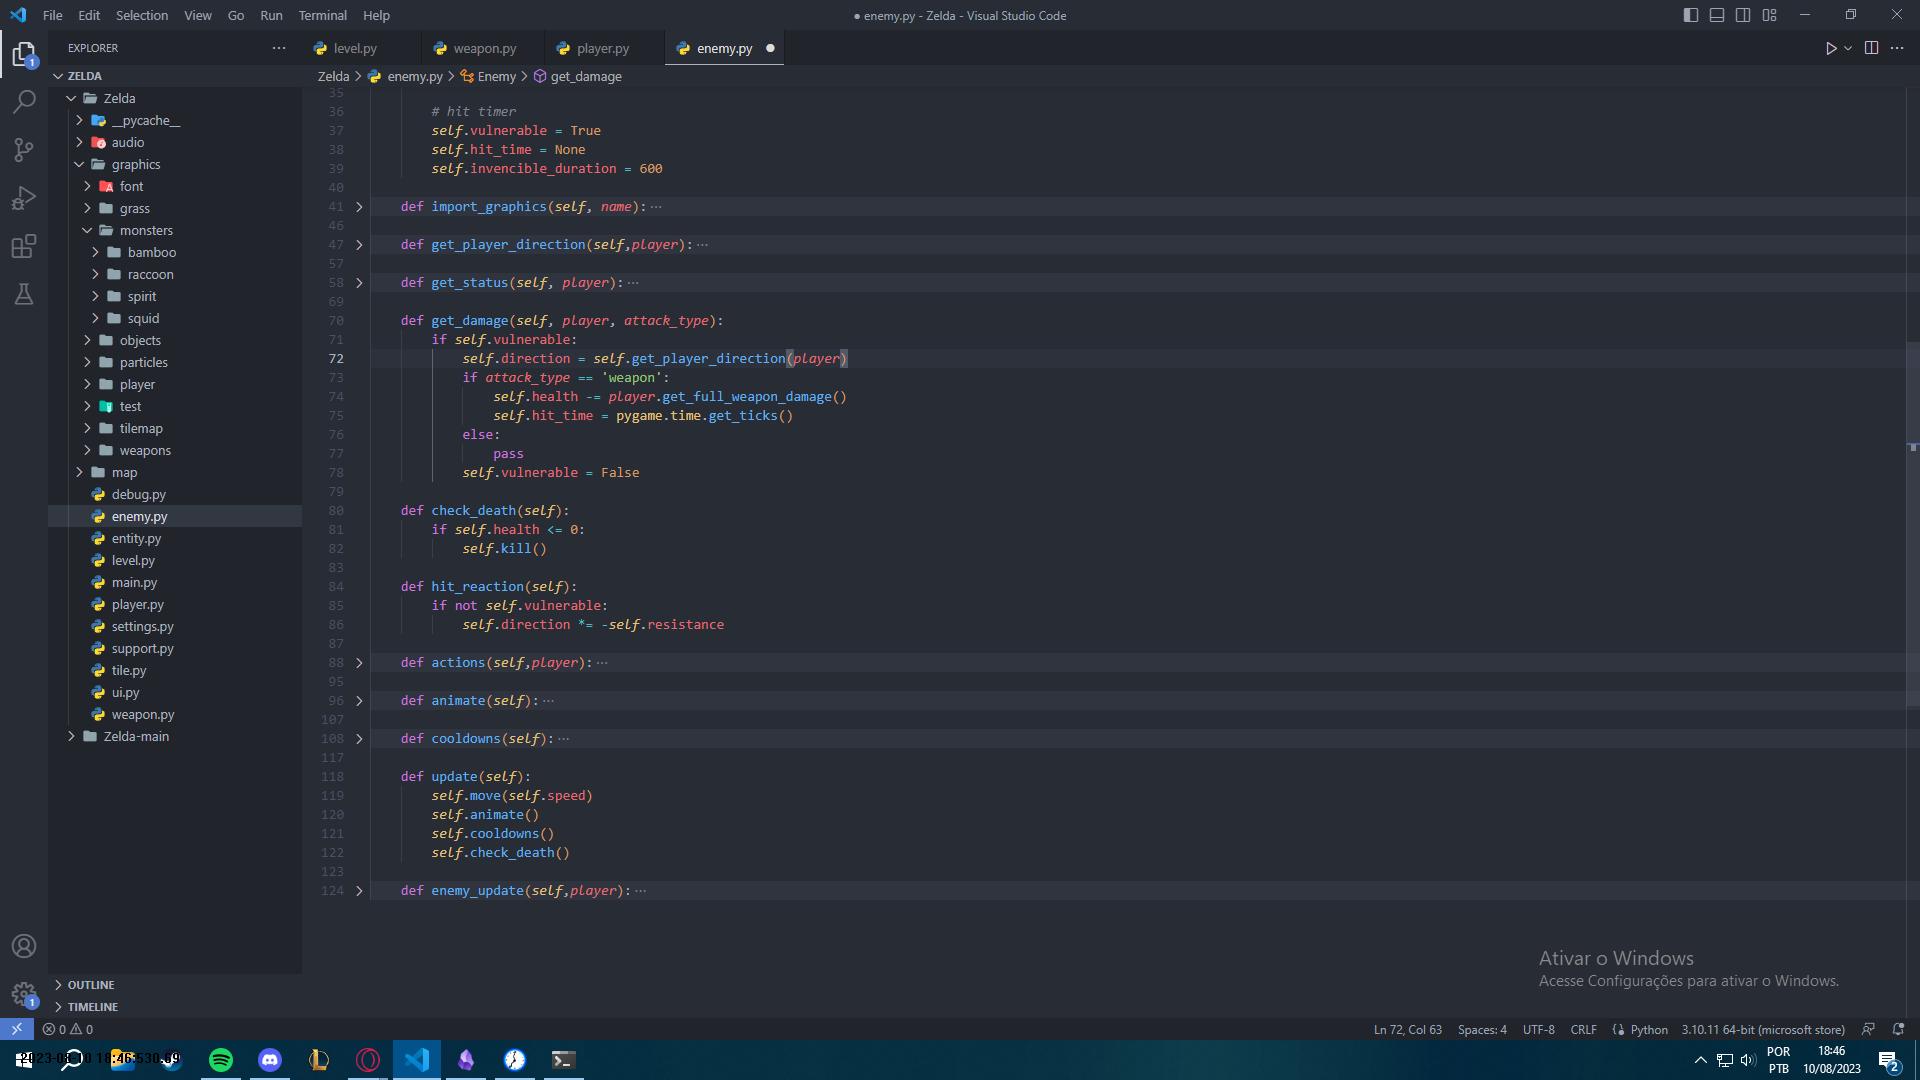 File Edit Selection View Go Run Terminal Help
● enemy.py - Zelda - Visual Studio Code
EXPLORER
level.py
weapon.py
player.py
enemy.py
1
ZELDA
Zelda > enemy.py > Enemy > get_damage
Zelda
__pycache__
audio
graphics
font
grass
monsters
bamboo
raccoon
spirit
squid
objects
particles
player
test
tilemap
weapons
map
debug.py
enemy.py
entity.py
level.py
main.py
player.py
settings.py
support.py
tile.py
ui.py
weapon.py
Zelda-main
OUTLINE
TIMELINE
35
36 # hit timer
37 self.vulnerable = True
38 self.hit_time = None
39 self.invencible_duration = 600
40
41 def import_graphics(self, name): ···
46
47 def get_player_direction(self,player): ···
57
58 def get_status(self, player): ···
69
70 def get_damage(self, player, attack_type):
71 if self.vulnerable:
72 self.direction = self.get_player_direction(player)
73 if attack_type == 'weapon':
74 self.health -= player.get_full_weapon_damage()
75 self.hit_time = pygame.time.get_ticks()
76 else:
77 pass
78 self.vulnerable = False
79
80 def check_death(self):
81 if self.health <= 0:
82 self.kill()
83
84 def hit_reaction(self):
85 if not self.vulnerable:
86 self.direction *= -self.resistance
87
88 def actions(self,player): ···
95
96 def animate(self): ···
107
108 def cooldowns(self): ···
117
118 def update(self):
119 self.move(self.speed)
120 self.animate()
121 self.cooldowns()
122 self.check_death()
123
124 def enemy_update(self,player): ···
Ativar o Windows
Acesse Configurações para ativar o Windows.
1
0 0
Ln 72, Col 63 Spaces: 4 UTF-8 CRLF Python 3.10.11 64-bit (microsoft store)
POR
PTB
18:46
10/08/2023
2